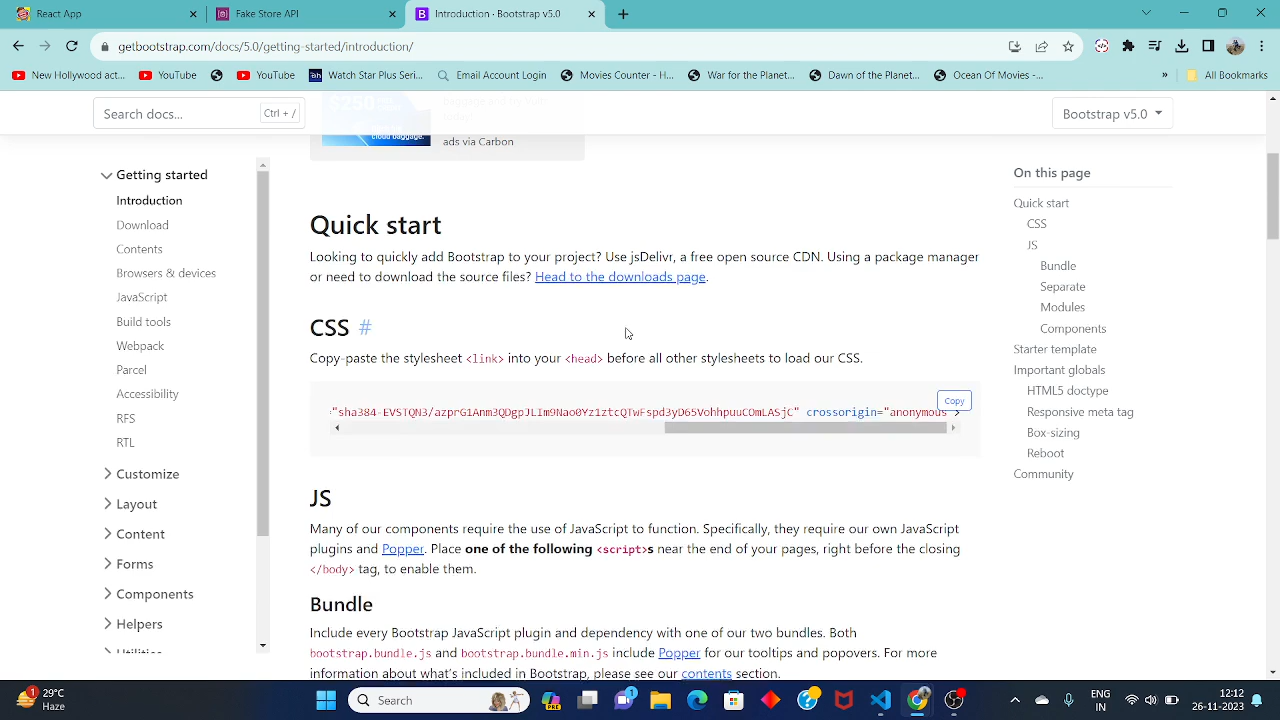 React App
Fake Store API
Introduction · Bootstrap v5.0
getbootstrap.com/docs/5.0/getting-started/introduction/
New Hollywood act...
YouTube
YouTube
Watch Star Plus Seri...
Email Account Login
Movies Counter - H...
War for the Planet...
Dawn of the Planet...
Ocean Of Movies -...
»
All Bookmarks
Search docs...
Ctrl + /
Bootstrap v5.0
$250
cloud baggage.
ads via Carbon
Getting started
Introduction
Download
Contents
Browsers & devices
JavaScript
Build tools
Webpack
Parcel
Accessibility
RFS
RTL
Customize
Layout
Content
Forms
Components
Helpers
Utilities
Quick start
Looking to quickly add Bootstrap to your project? Use jsDelivr, a free open source CDN. Using a package manager
or need to download the source files? Head to the downloads page.
CSS #
Copy-paste the stylesheet <link> into your <head> before all other stylesheets to load our CSS.
Copy
"sha384-EVSTQN3/azprG1Anm3QDgpJLIm9Nao0Yz1ztcQTwFspd3yD65VohhpuuCOmLASjC" crossorigin="anonymous">
JS
Many of our components require the use of JavaScript to function. Specifically, they require our own JavaScript
plugins and Popper. Place one of the following <script>s near the end of your pages, right before the closing
</body> tag, to enable them.
Bundle
Include every Bootstrap JavaScript plugin and dependency with one of our two bundles. Both
bootstrap.bundle.js and bootstrap.bundle.min.js include Popper for our tooltips and popovers. For more
information about what's included in Bootstrap, please see our contents section.
On this page
Quick start
CSS
JS
Bundle
Separate
Modules
Components
Starter template
Important globals
HTML5 doctype
Responsive meta tag
Box-sizing
Reboot
Community
1
29°C
Haze
Search
PRE
1
ENG
IN
12:12
26-11-2023